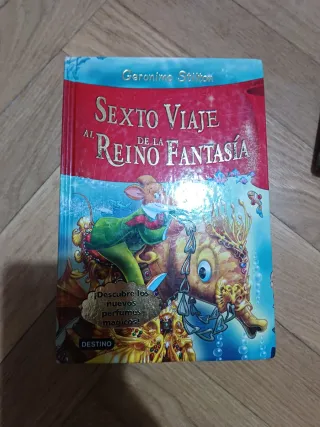 Geronimo Stilton
SEXTO VIAJE
AL REINO DE LA FANTASÍA
¡Descubre los
nuevos
perfumes
mágicos!
DESTINO